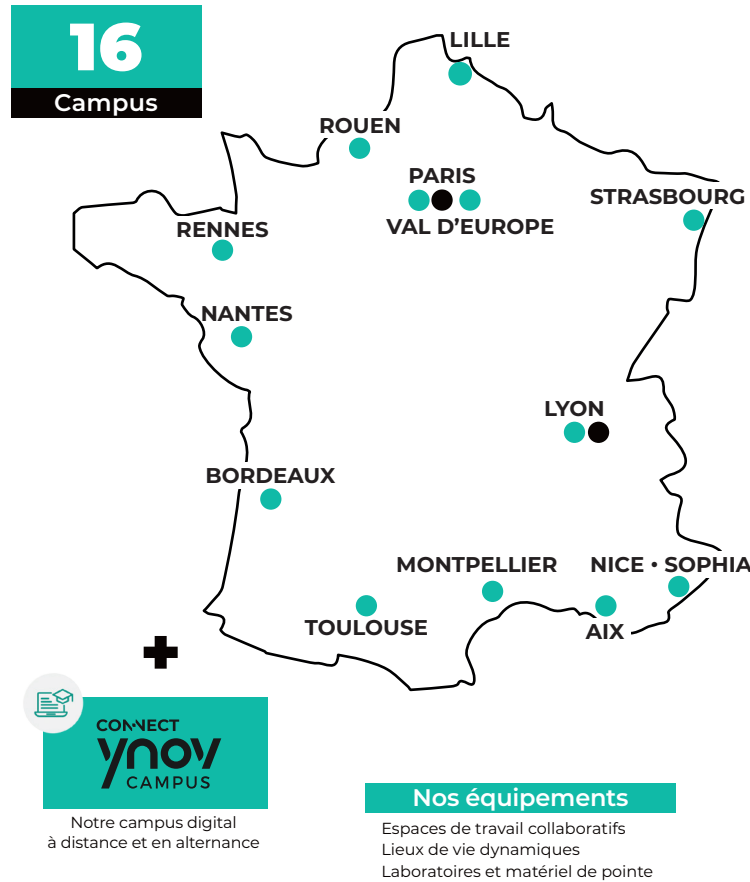 16
Campus
LILLE
ROUEN
PARIS
VAL D'EUROPE
STRASBOURG
RENNES
NANTES
LYON
BORDEAUX
MONTPELLIER
NICE • SOPHIA
TOULOUSE
AIX
CONNECT
ynov
CAMPUS
Notre campus digital
à distance et en alternance
Nos équipements
Espaces de travail collaboratifs
Lieux de vie dynamiques
Laboratoires et matériel de pointe